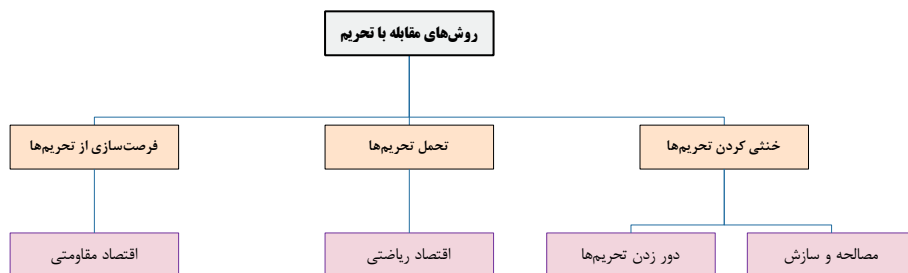 روش‌های مقابله با تحریم
خنثی کردن تحریم‌ها
تحمل تحریم‌ها
فرصت‌سازی از تحریم‌ها
مصالحه و سازش
دور زدن تحریم‌ها
اقتصاد ریاضتی
اقتصاد مقاومتی